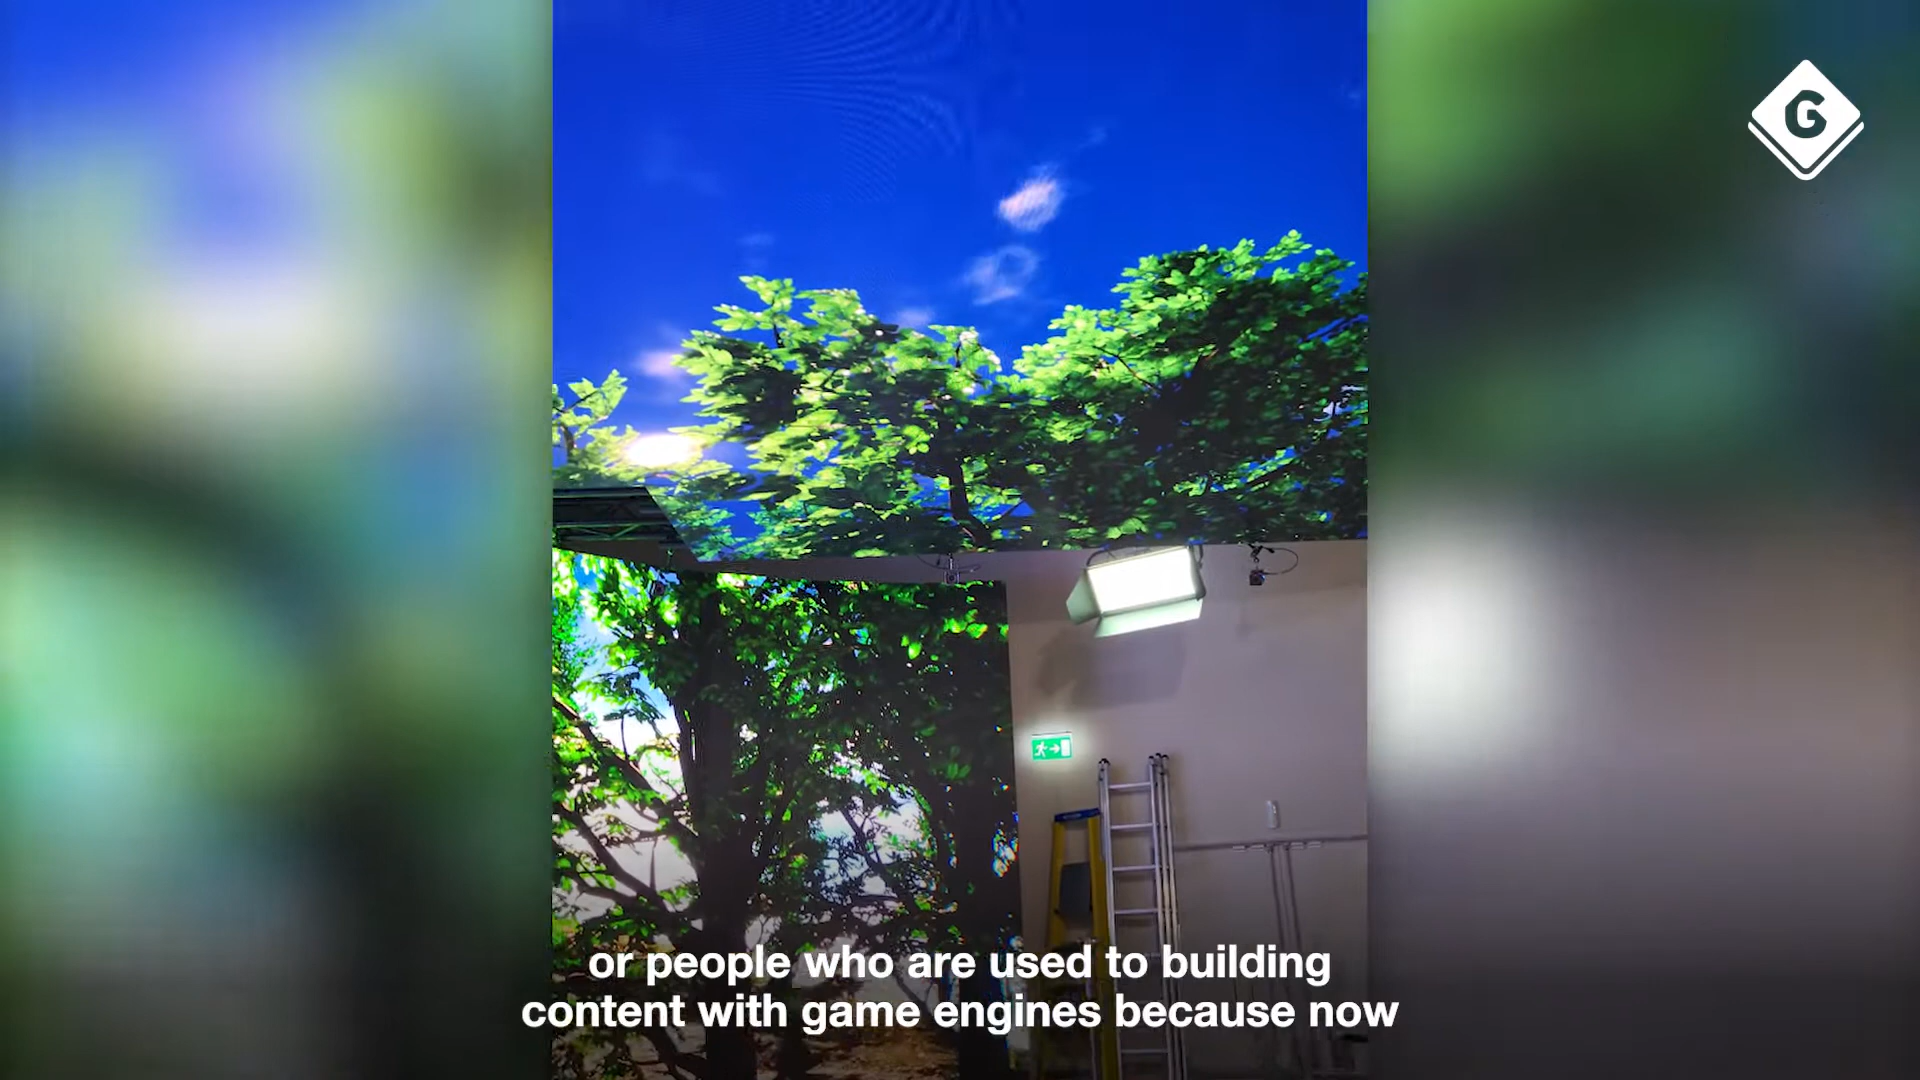 G
or people who are used to building
content with game engines because now